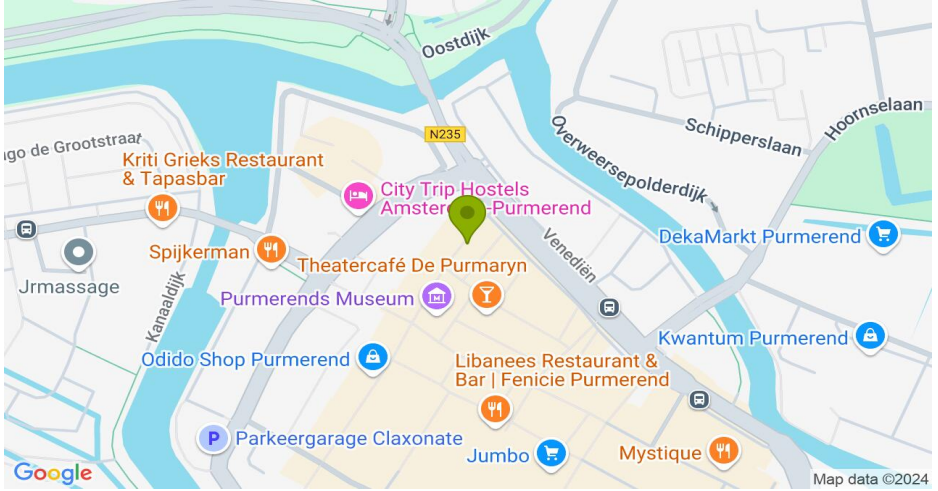 Oostdijk
N235
Hoornselaan
Schipperslaan
Overweersepolderdijk
go de Grootstraat
Kriti Grieks Restaurant
& Tapasbar
City Trip Hostels
Amsterdam-Purmerend
Venediën
DekaMarkt Purmerend
Spijkerman
Theatercafé De Purmaryn
Jrmassage
Kanaaldijk
Purmerends Museum
Kwantum Purmerend
Odido Shop Purmerend
Libanees Restaurant &
Bar | Fenicie Purmerend
P
Parkeergarage Claxonate
Jumbo
Mystique
Google
Map data ©2024